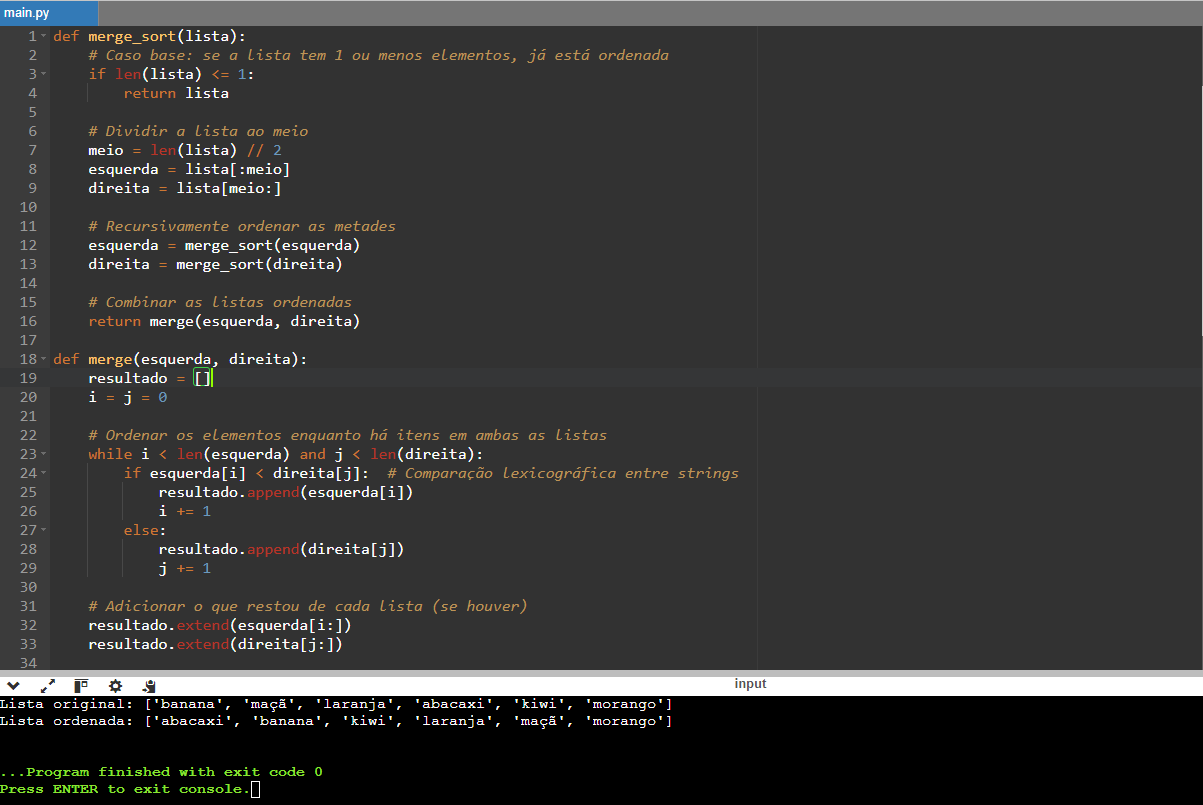 main.py
1 def merge_sort(lista):
2 # Caso base: se a lista tem 1 ou menos elementos, já está ordenada
3 if len(lista) <= 1:
4 return lista
5
6 # Dividir a lista ao meio
7 meio = len(lista) // 2
8 esquerda = lista[:meio]
9 direita = lista[meio:]
10
11 # Recursivamente ordenar as metades
12 esquerda = merge_sort(esquerda)
13 direita = merge_sort(direita)
14
15 # Combinar as listas ordenadas
16 return merge(esquerda, direita)
17
18 def merge(esquerda, direita):
19 resultado = []
20 i = j = 0
21
22 # Ordenar os elementos enquanto há itens em ambas as listas
23 while i < len(esquerda) and j < len(direita):
24 if esquerda[i] < direita[j]:  # Comparação lexicográfica entre strings
25 resultado.append(esquerda[i])
26 i += 1
27 else:
28 resultado.append(direita[j])
29 j += 1
30
31 # Adicionar o que restou de cada lista (se houver)
32 resultado.extend(esquerda[i:])
33 resultado.extend(direita[j:])
34
input
Lista original: ['banana', 'maçã', 'laranja', 'abacaxi', 'kiwi', 'morango']
Lista ordenada: ['abacaxi', 'banana', 'kiwi', 'laranja', 'maçã', 'morango']
...Program finished with exit code 0
Press ENTER to exit console.